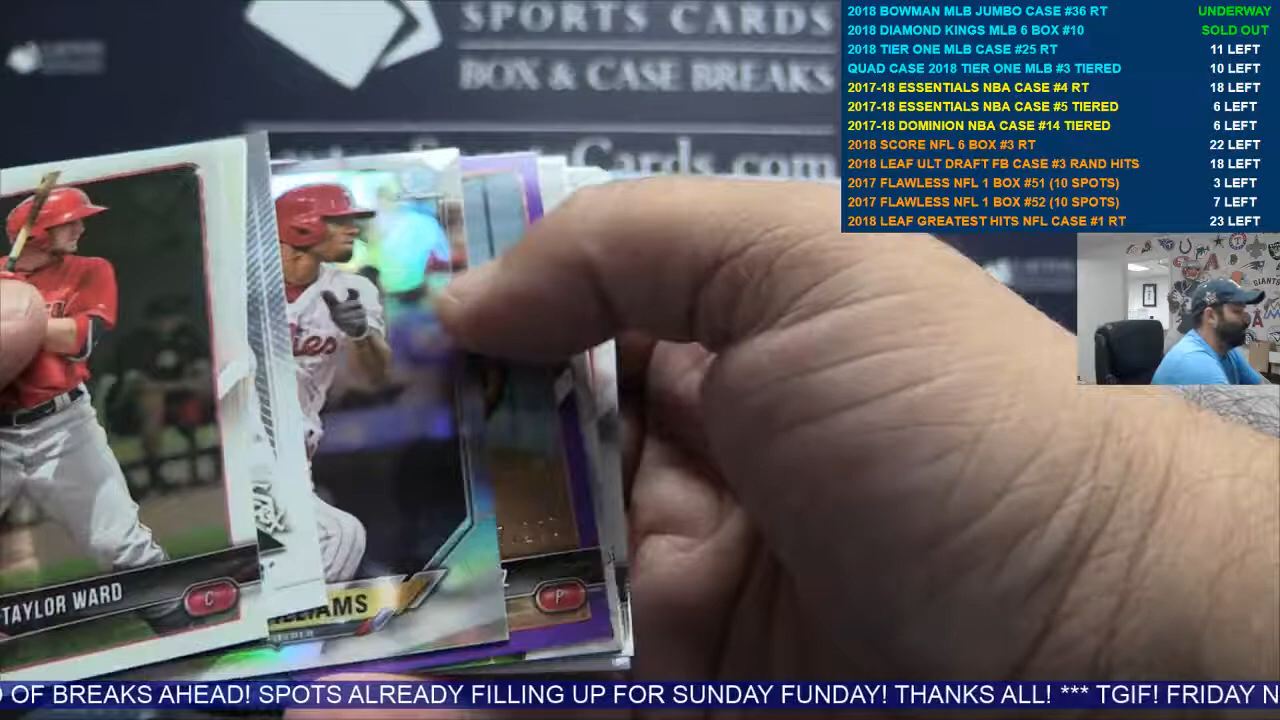 SPORTS CARDS
BOX & CASE BREAKS
Cards.com
2018 BOWMAN MLB JUMBO CASE #36 RT UNDERWAY
2018 DIAMOND KINGS MLB 6 BOX #10 SOLD OUT
2018 TIER ONE MLB CASE #25 RT 11 LEFT
QUAD CASE 2018 TIER ONE MLB #3 TIERED 10 LEFT
2017-18 ESSENTIALS NBA CASE #4 RT 18 LEFT
2017-18 ESSENTIALS NBA CASE #5 TIERED 6 LEFT
2017-18 DOMINION NBA CASE #14 TIERED 6 LEFT
2018 SCORE NFL 6 BOX #3 RT 22 LEFT
2018 LEAF ULT DRAFT FB CASE #3 RAND HITS 18 LEFT
2017 FLAWLESS NFL 1 BOX #51 (10 SPOTS) 3 LEFT
2017 FLAWLESS NFL 1 BOX #52 (10 SPOTS) 7 LEFT
2018 LEAF GREATEST HITS NFL CASE #1 RT 23 LEFT
GIANTS
lies
TAYLOR WARD C
LLIAMS
Z P
O OF BREAKS AHEAD! SPOTS ALREADY FILLING UP FOR SUNDAY FUNDAY! THANKS ALL! *** TGIF! FRIDAY N